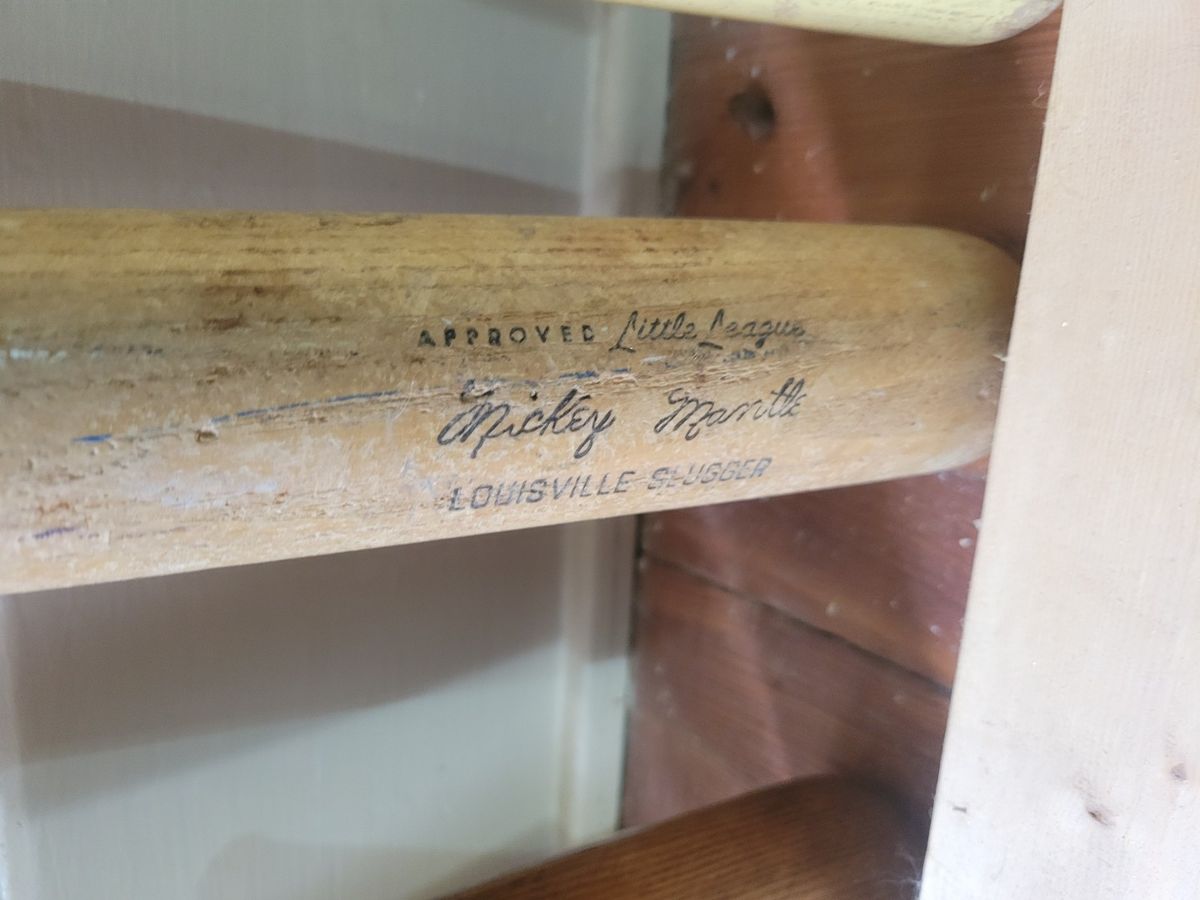 APPROVED Little League
Mickey Mantle
LOUISVILLE SLUGGER